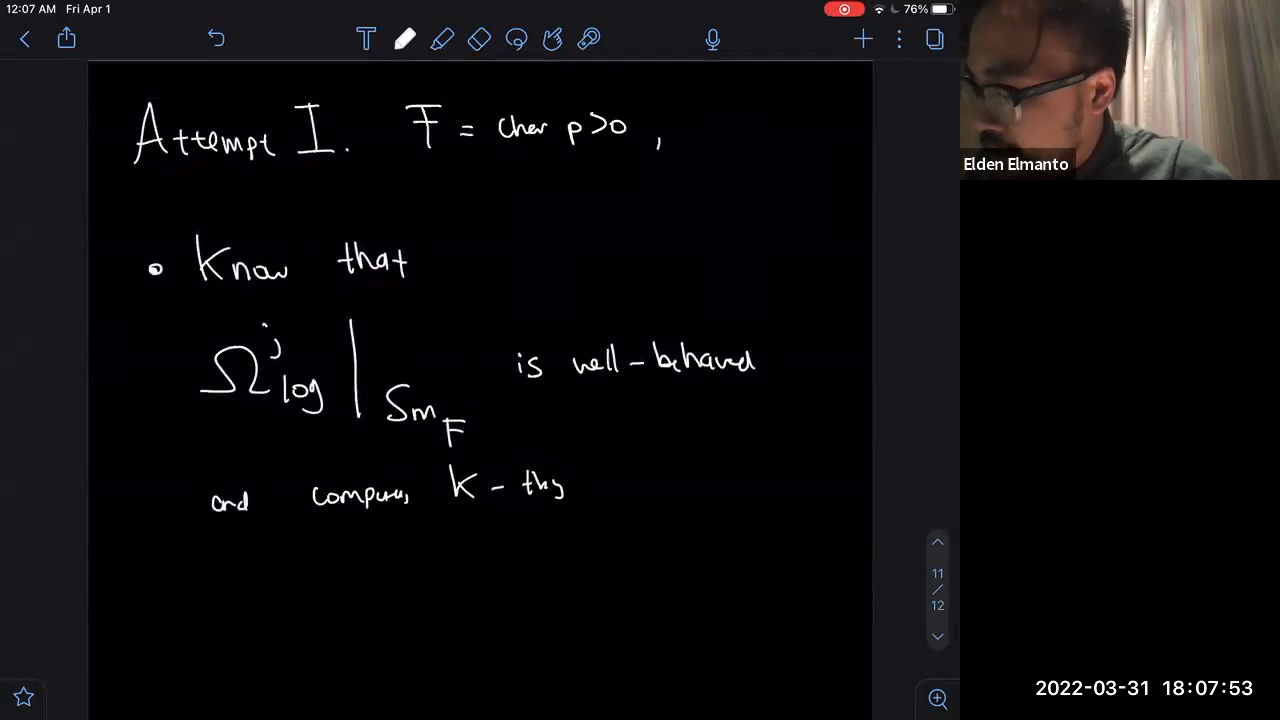 12:07 AM Fri Apr 1
76%
Attempt I. F = char p>0 ,
• Know that
Ω^j_log |_Sm_F is well-behaved
and computes K-thy
11
/
12
Elden Elmanto
2022-03-31 18:07:53